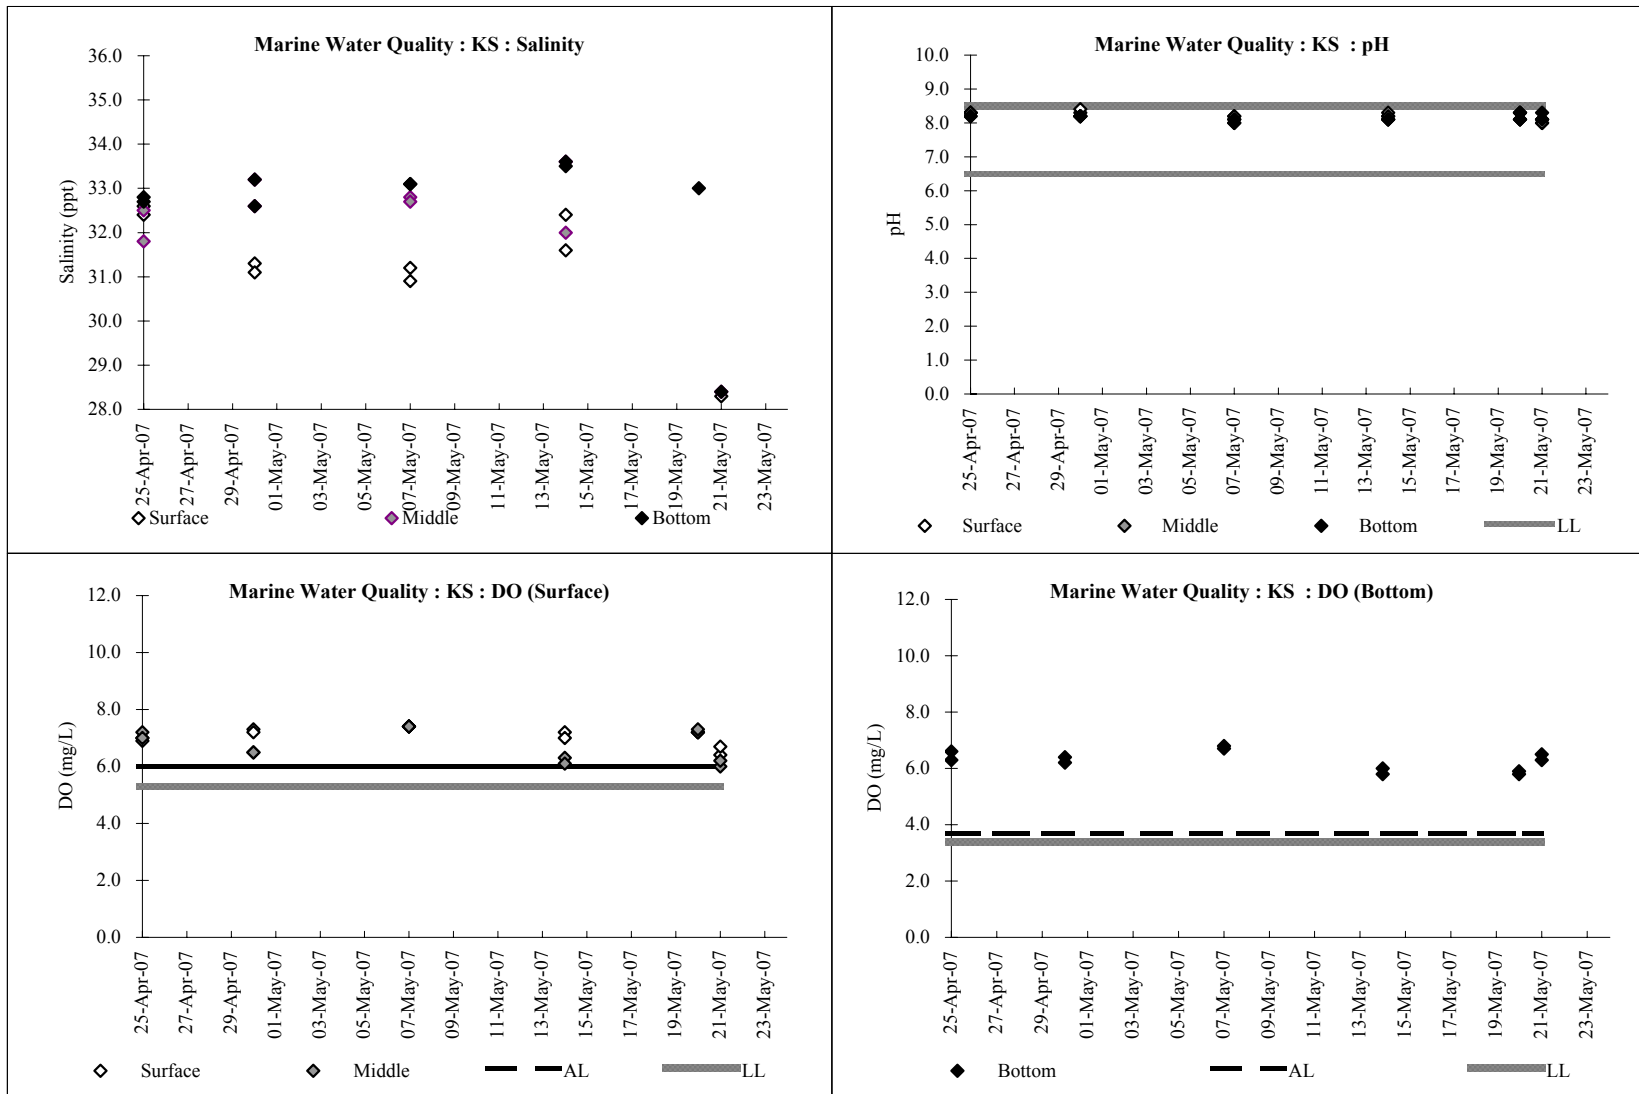 Marine Water Quality : KS : Salinity
36.0
35.0
34.0
33.0
32.0
31.0
30.0
29.0
28.0
Salinity (ppt)
25-Apr-07
27-Apr-07
29-Apr-07
01-May-07
03-May-07
05-May-07
07-May-07
09-May-07
11-May-07
13-May-07
15-May-07
17-May-07
19-May-07
21-May-07
23-May-07
Surface Middle Bottom
Marine Water Quality : KS : pH
10.0
9.0
8.0
7.0
6.0
5.0
4.0
3.0
2.0
1.0
0.0
pH
25-Apr-07
27-Apr-07
29-Apr-07
01-May-07
03-May-07
05-May-07
07-May-07
09-May-07
11-May-07
13-May-07
15-May-07
17-May-07
19-May-07
21-May-07
23-May-07
Surface Middle Bottom LL
Marine Water Quality : KS : DO (Surface)
12.0
10.0
8.0
6.0
4.0
2.0
0.0
DO (mg/L)
25-Apr-07
27-Apr-07
29-Apr-07
01-May-07
03-May-07
05-May-07
07-May-07
09-May-07
11-May-07
13-May-07
15-May-07
17-May-07
19-May-07
21-May-07
23-May-07
Surface Middle AL LL
Marine Water Quality : KS : DO (Bottom)
12.0
10.0
8.0
6.0
4.0
2.0
0.0
DO (mg/L)
25-Apr-07
27-Apr-07
29-Apr-07
01-May-07
03-May-07
05-May-07
07-May-07
09-May-07
11-May-07
13-May-07
15-May-07
17-May-07
19-May-07
21-May-07
23-May-07
Bottom AL LL